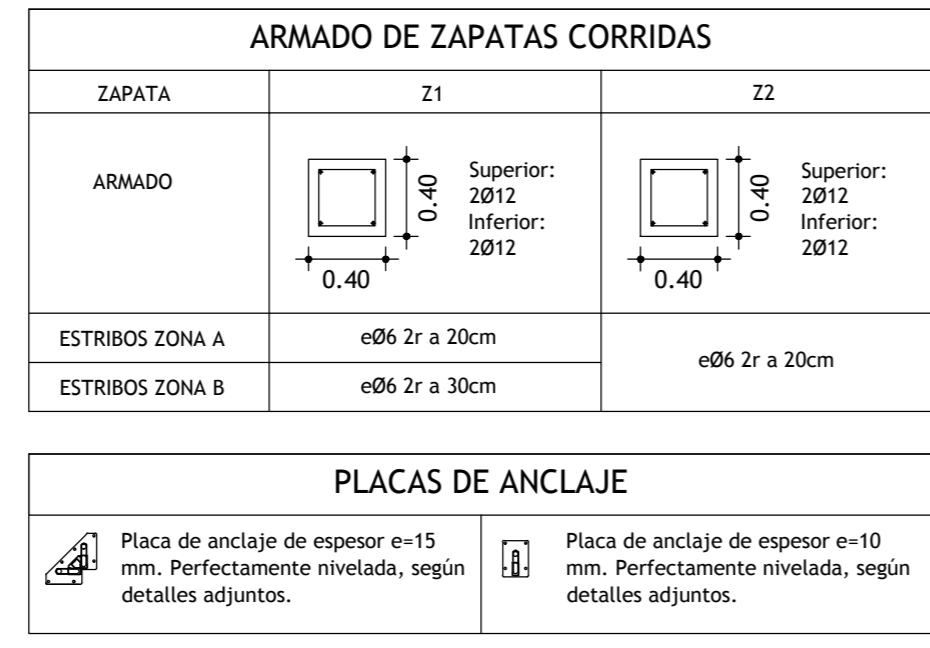 ARMADO DE ZAPATAS CORRIDAS
ZAPATA
Z1
Z2
ARMADO
0.40
0.40
Superior:
2Ø12
Inferior:
2Ø12
0.40
0.40
Superior:
2Ø12
Inferior:
2Ø12
ESTRIBOS ZONA A
eØ6 2r a 20cm
eØ6 2r a 20cm
ESTRIBOS ZONA B
eØ6 2r a 30cm
PLACAS DE ANCLAJE
Placa de anclaje de espesor e=15
mm. Perfectamente nivelada, según
detalles adjuntos.
Placa de anclaje de espesor e=10
mm. Perfectamente nivelada, según
detalles adjuntos.